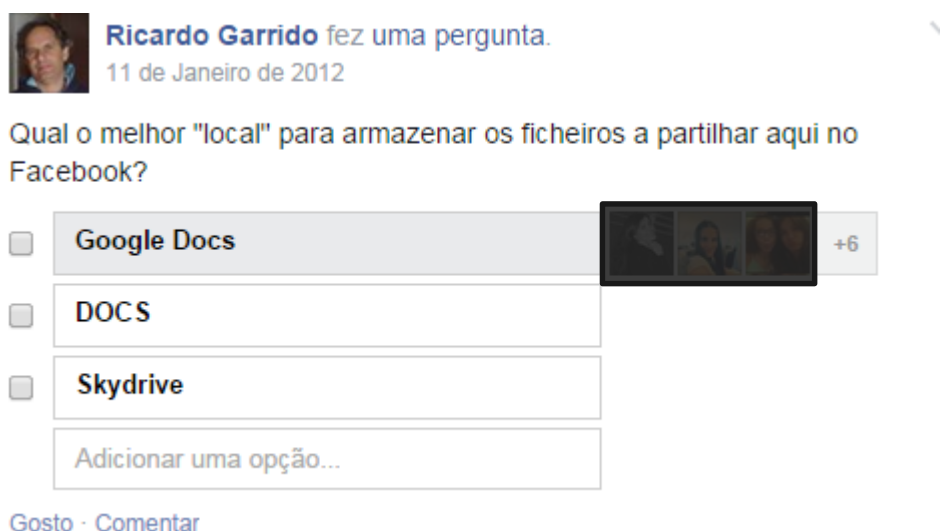 Ricardo Garrido fez uma pergunta.
11 de Janeiro de 2012
Qual o melhor "local" para armazenar os ficheiros a partilhar aqui no
Facebook?
Google Docs
+6
DOCS
Skydrive
Adicionar uma opção...
Gosto · Comentar